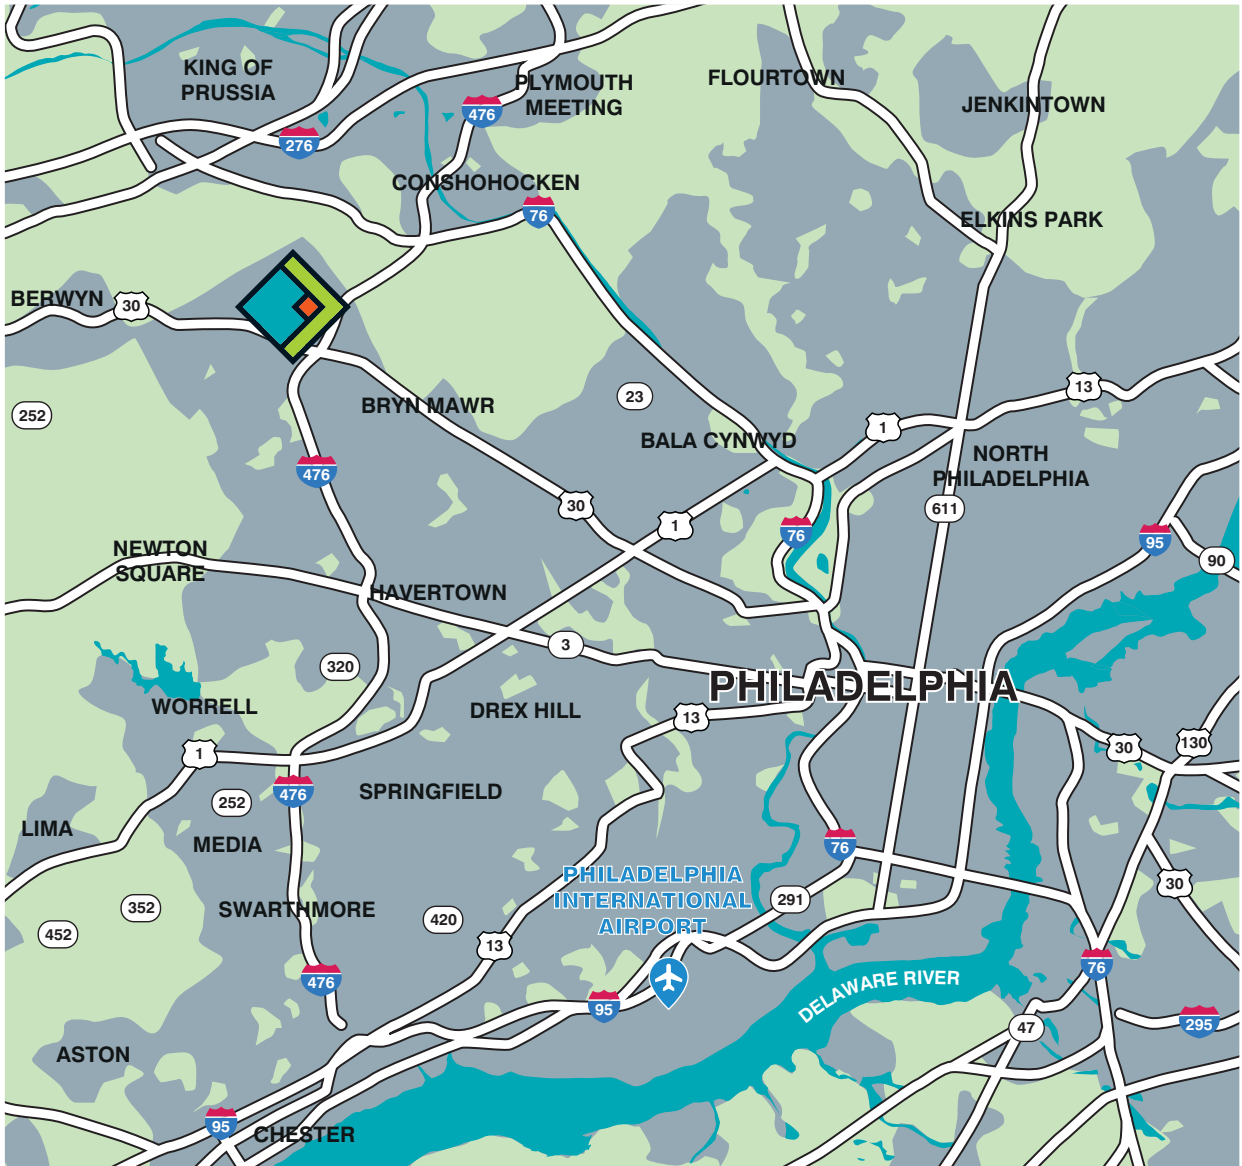 KING OF
PRUSSIA
PLYMOUTH
MEETING
FLOURTOWN
JENKINTOWN
476
276
CONSHOHOCKEN
76
ELKINS PARK
BERWYN
30
13
23
252
BRYN MAWR
1
BALA CYNWYD
NORTH
PHILADELPHIA
476
30
611
1
76
95
90
NEWTON
SQUARE
HAVERTOWN
3
320
PHILADELPHIA
WORRELL
DREX HILL
13
30
130
1
476
252
SPRINGFIELD
LIMA
MEDIA
76
PHILADELPHIA
INTERNATIONAL
AIRPORT
291
30
352
SWARTHMORE
420
452
13
76
476
DELAWARE RIVER
95
47
295
ASTON
95
CHESTER